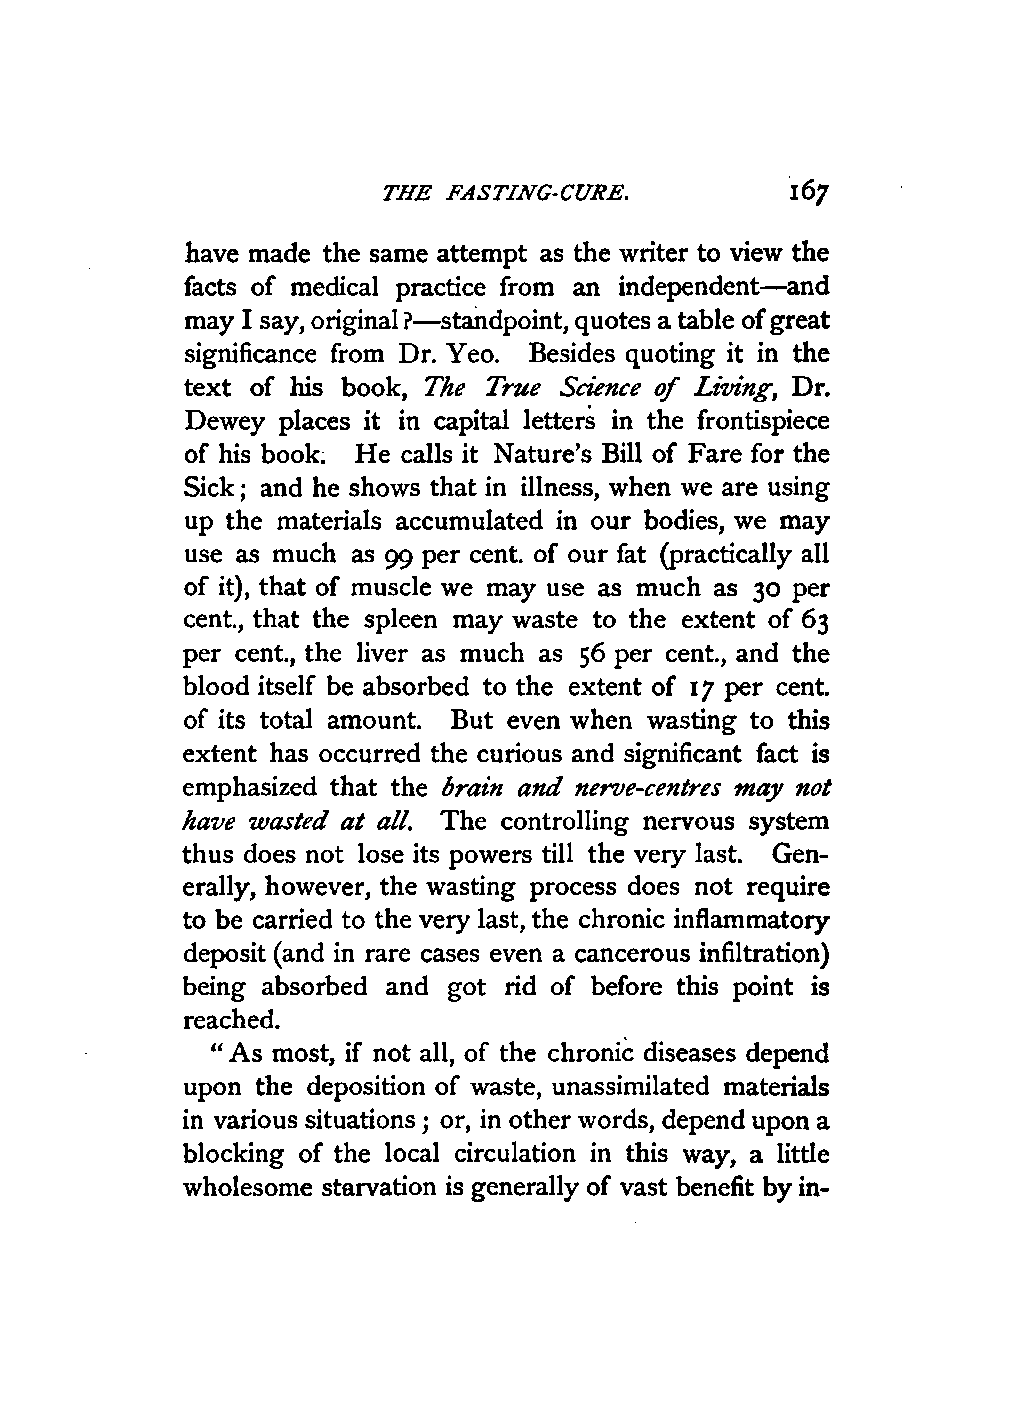 THE FASTING-CURE. 167
have made the same attempt as the writer to view the
facts of medical practice from an independent—and
may I say, original?—standpoint, quotes a table of great
significance from Dr. Yeo. Besides quoting it in the
text of his book, The True Science of Living, Dr.
Dewey places it in capital letters in the frontispiece
of his book. He calls it Nature's Bill of Fare for the
Sick; and he shows that in illness, when we are using
up the materials accumulated in our bodies, we may
use as much as 99 per cent. of our fat (practically all
of it), that of muscle we may use as much as 30 per
cent., that the spleen may waste to the extent of 63
per cent., the liver as much as 56 per cent., and the
blood itself be absorbed to the extent of 17 per cent.
of its total amount. But even when wasting to this
extent has occurred the curious and significant fact is
emphasized that the brain and nerve-centres may not
have wasted at all. The controlling nervous system
thus does not lose its powers till the very last. Gen-
erally, however, the wasting process does not require
to be carried to the very last, the chronic inflammatory
deposit (and in rare cases even a cancerous infiltration)
being absorbed and got rid of before this point is
reached.
"As most, if not all, of the chronic diseases depend
upon the deposition of waste, unassimilated materials
in various situations; or, in other words, depend upon a
blocking of the local circulation in this way, a little
wholesome starvation is generally of vast benefit by in-